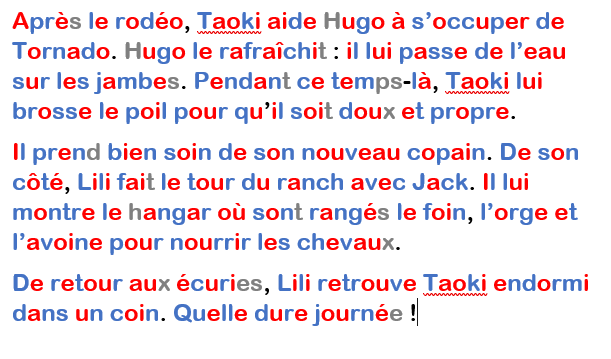 Après le rodéo, Taoki aide Hugo à s’occuper de
Tornado. Hugo le rafraîchit : il lui passe de l’eau
sur les jambes. Pendant ce temps-là, Taoki lui
brosse le poil pour qu’il soit doux et propre.
Il prend bien soin de son nouveau copain. De son
côté, Lili fait le tour du ranch avec Jack. Il lui
montre le hangar où sont rangés le foin, l’orge et
l’avoine pour nourrir les chevaux.
De retour aux écuries, Lili retrouve Taoki endormi
dans un coin. Quelle dure journée !